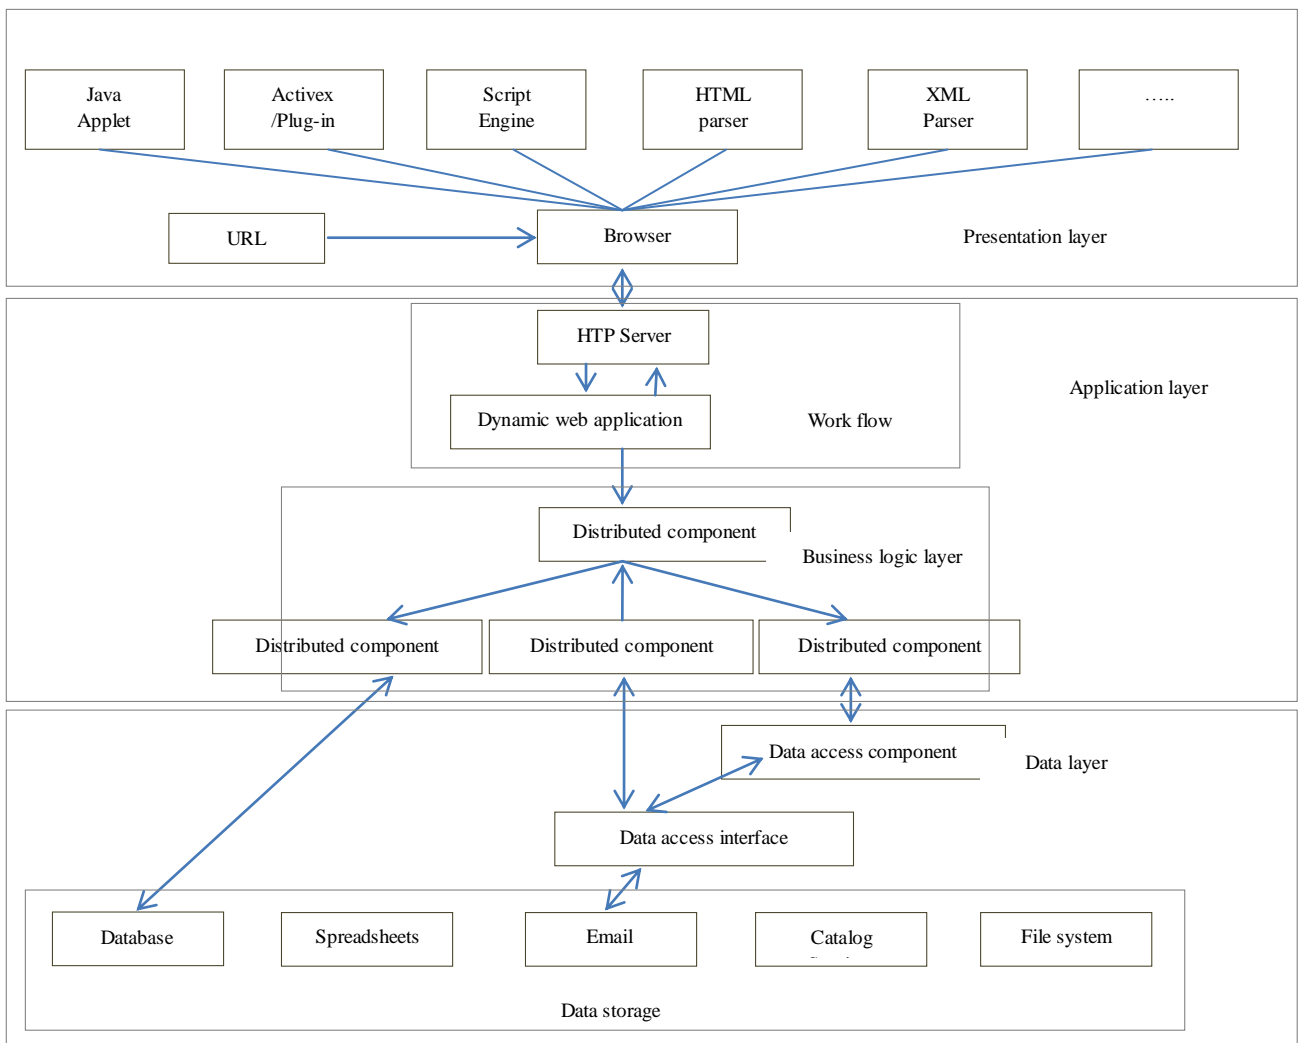 Java
Applet
Activex
/Plug-in
Script
Engine
HTML
parser
XML
Parser
.....
URL
Browser
Presentation layer
HTP Server
Application layer
Dynamic web application
Work flow
Distributed component
Business logic layer
Distributed component
Distributed component
Distributed component
Data access component
Data layer
Data access interface
Database
Spreadsheets
Email
Catalog
File system
Data storage